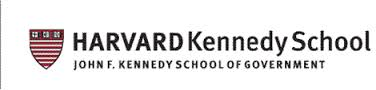 HARVARD Kennedy School
JOHN F. KENNEDY SCHOOL OF GOVERNMENT